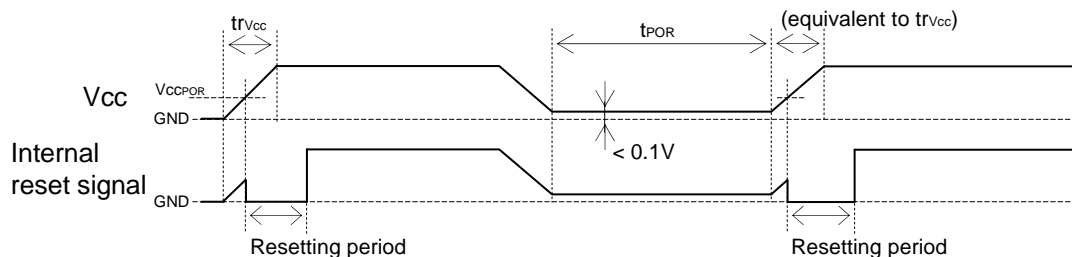 trVcc
tPOR
(equivalent to trVcc)
Vcc
VccPOR
GND
< 0.1V
Internal
reset signal
GND
Resetting period
Resetting period